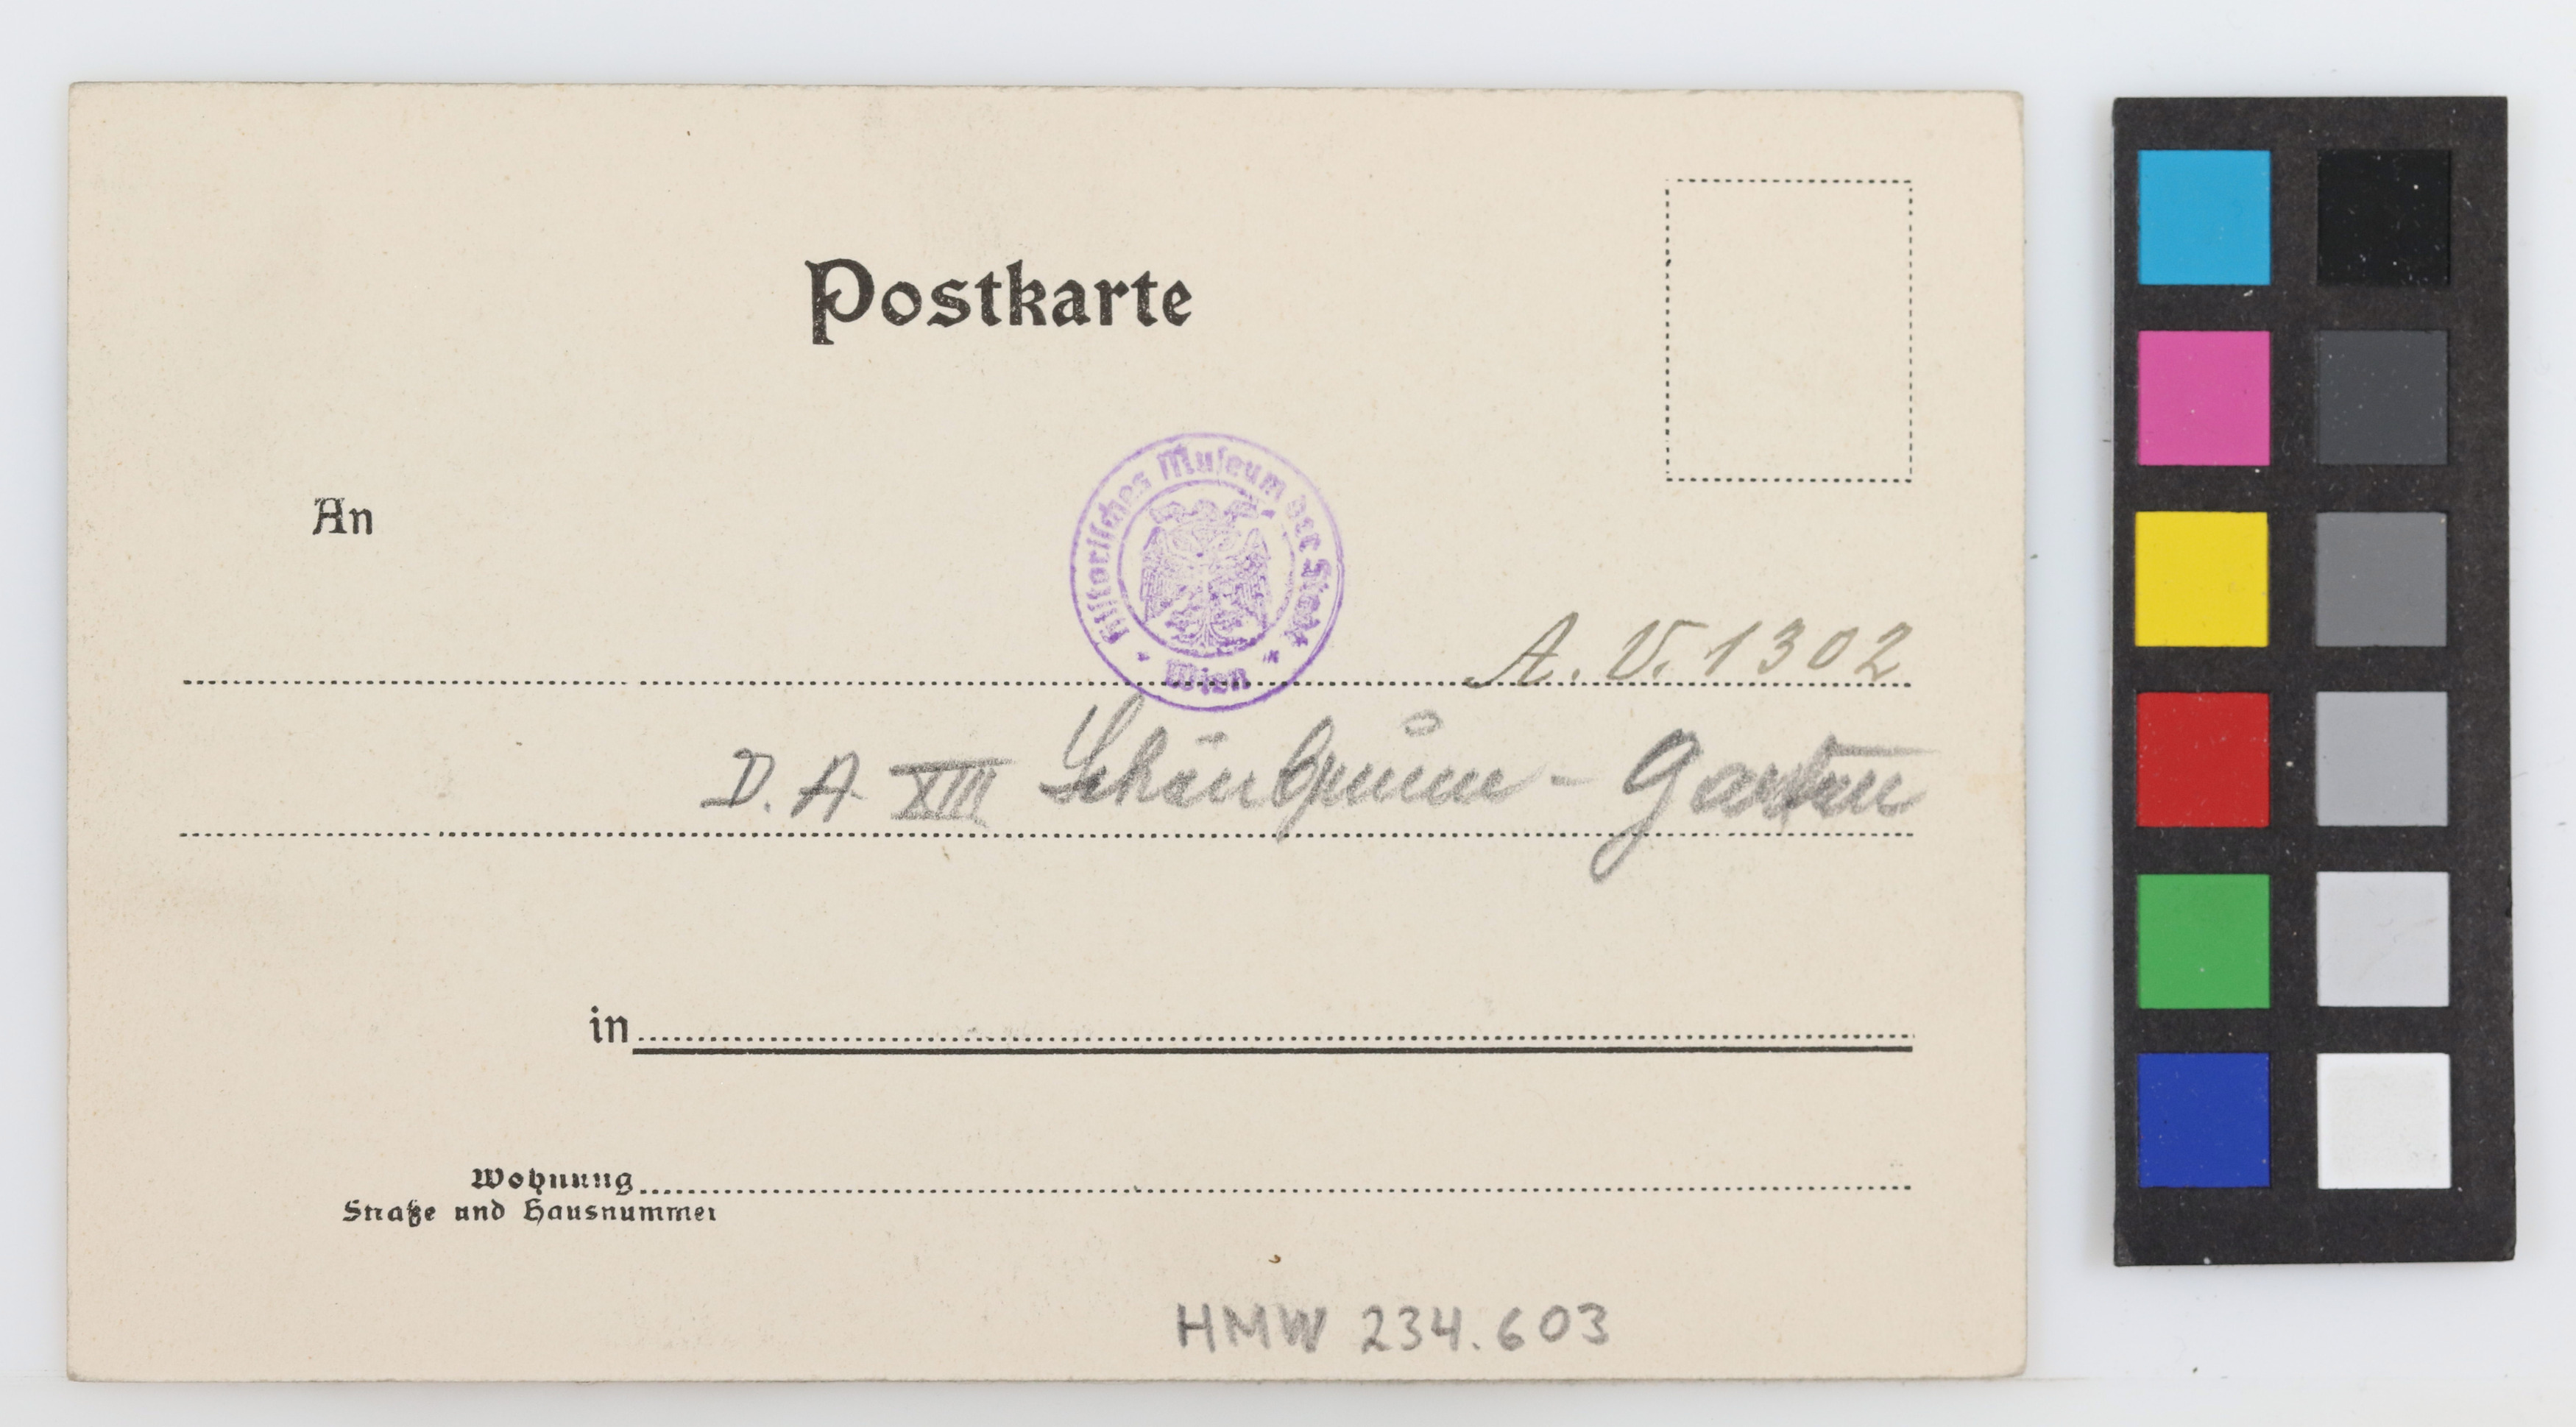 Postkarte
An
Historisches Museum der Stadt
Wien
A. V. 1302
D. A. XIII Schönbrunn - Garten
in
Wohnung
Straße und Hausnummer
HMW 234.603